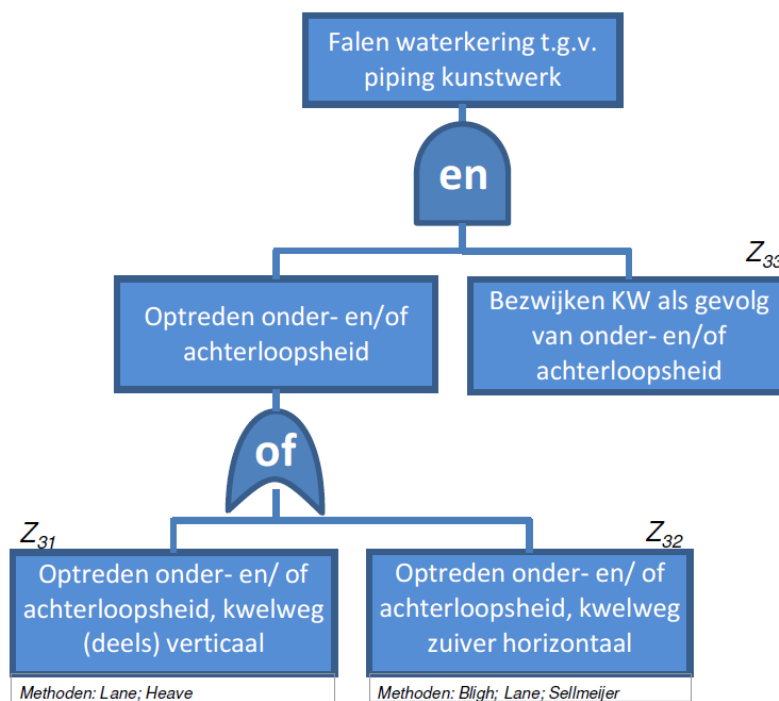 Falen waterkering t.g.v.
piping kunstwerk
en
Optreden onder- en/of
achterloopsheid
Z33
Bezwijken KW als gevolg
van onder- en/of
achterloopsheid
of
Z31
Optreden onder- en/ of
achterloopsheid, kwelweg
(deels) verticaal
Methoden: Lane; Heave
Z32
Optreden onder- en/ of
achterloopsheid, kwelweg
zuiver horizontaal
Methoden: Bligh; Lane; Sellmeijer